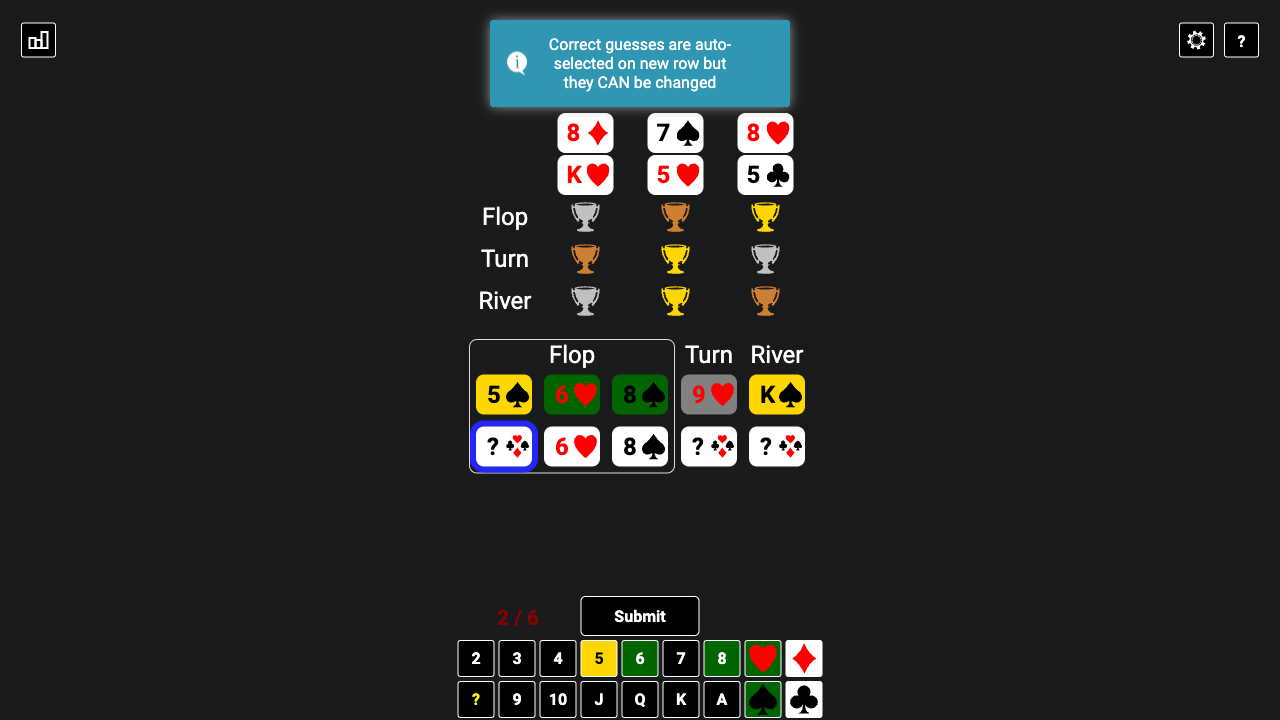 Correct guesses are auto-
selected on new row but
they CAN be changed
?
8 7 8
K 5 5
Flop
Turn
River
Flop Turn River
5 6 8 9 K
? 6 8 ? ?
2 / 6 Submit
2 3 4 5 6 7 8
? 9 10 J Q K A